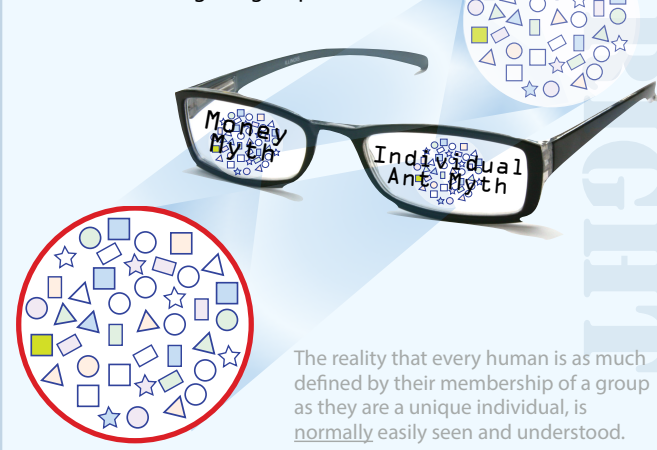 Money
Myth
Individual
Ant Myth
The reality that every human is as much
defined by their membership of a group
as they are a unique individual, is
normally easily seen and understood.